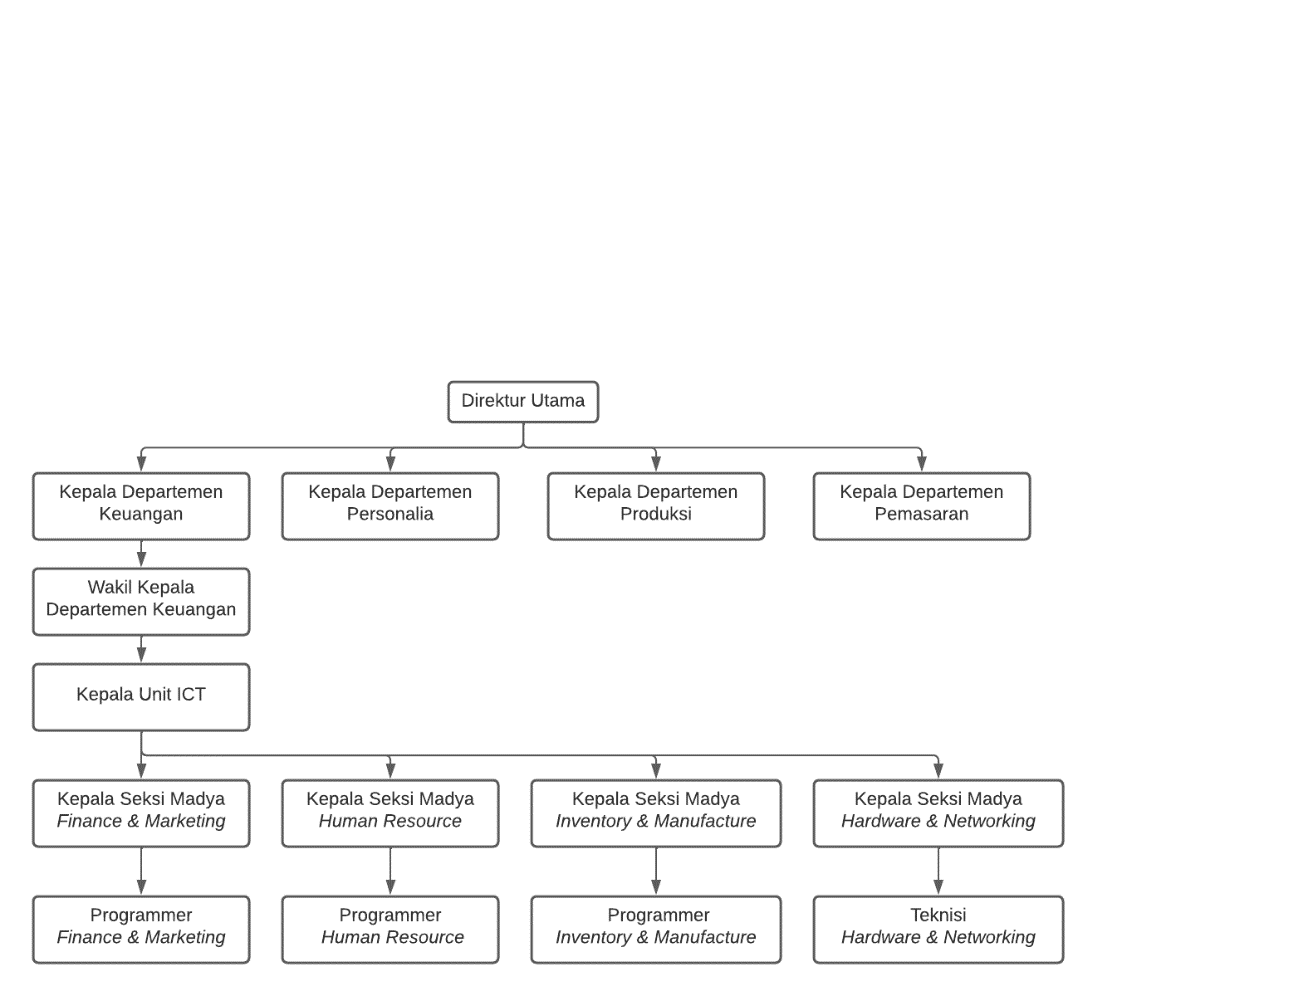 Direktur Utama
Kepala Departemen
Keuangan
Kepala Departemen
Personalia
Kepala Departemen
Produksi
Kepala Departemen
Pemasaran
Wakil Kepala
Departemen Keuangan
Kepala Unit ICT
Kepala Seksi Madya
Finance & Marketing
Kepala Seksi Madya
Human Resource
Kepala Seksi Madya
Inventory & Manufacture
Kepala Seksi Madya
Hardware & Networking
Programmer
Finance & Marketing
Programmer
Human Resource
Programmer
Inventory & Manufacture
Teknisi
Hardware & Networking